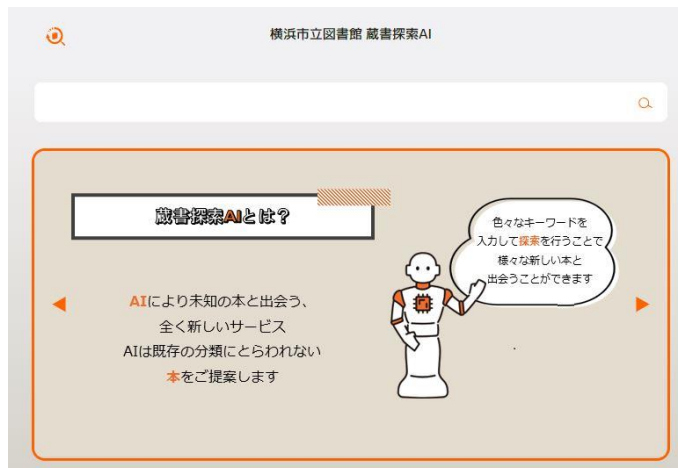 横浜市立図書館 蔵書探索AI
蔵書探索AIとは？
AIにより未知の本と出会う、
全く新しいサービス
AIは既存の分類にとらわれない
本をご提案します
色々なキーワードを
入力して探索を行うことで
様々な新しい本と
出会うことができます